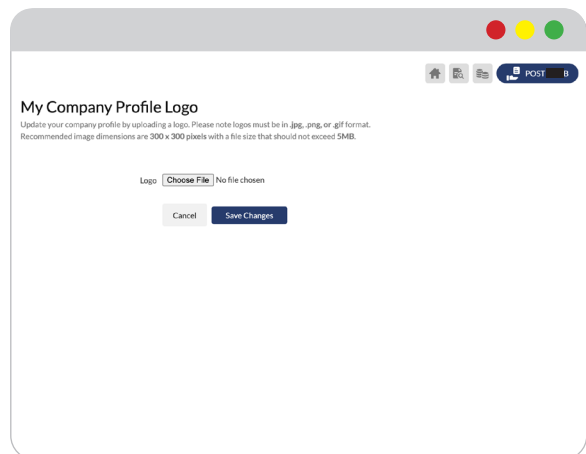 POST B
My Company Profile Logo
Update your company profile by uploading a logo. Please note logos must be in .jpg, .png, or .gif format.
Recommended image dimensions are 300 x 300 pixels with a file size that should not exceed 5MB.
Logo Choose File No file chosen
Cancel Save Changes